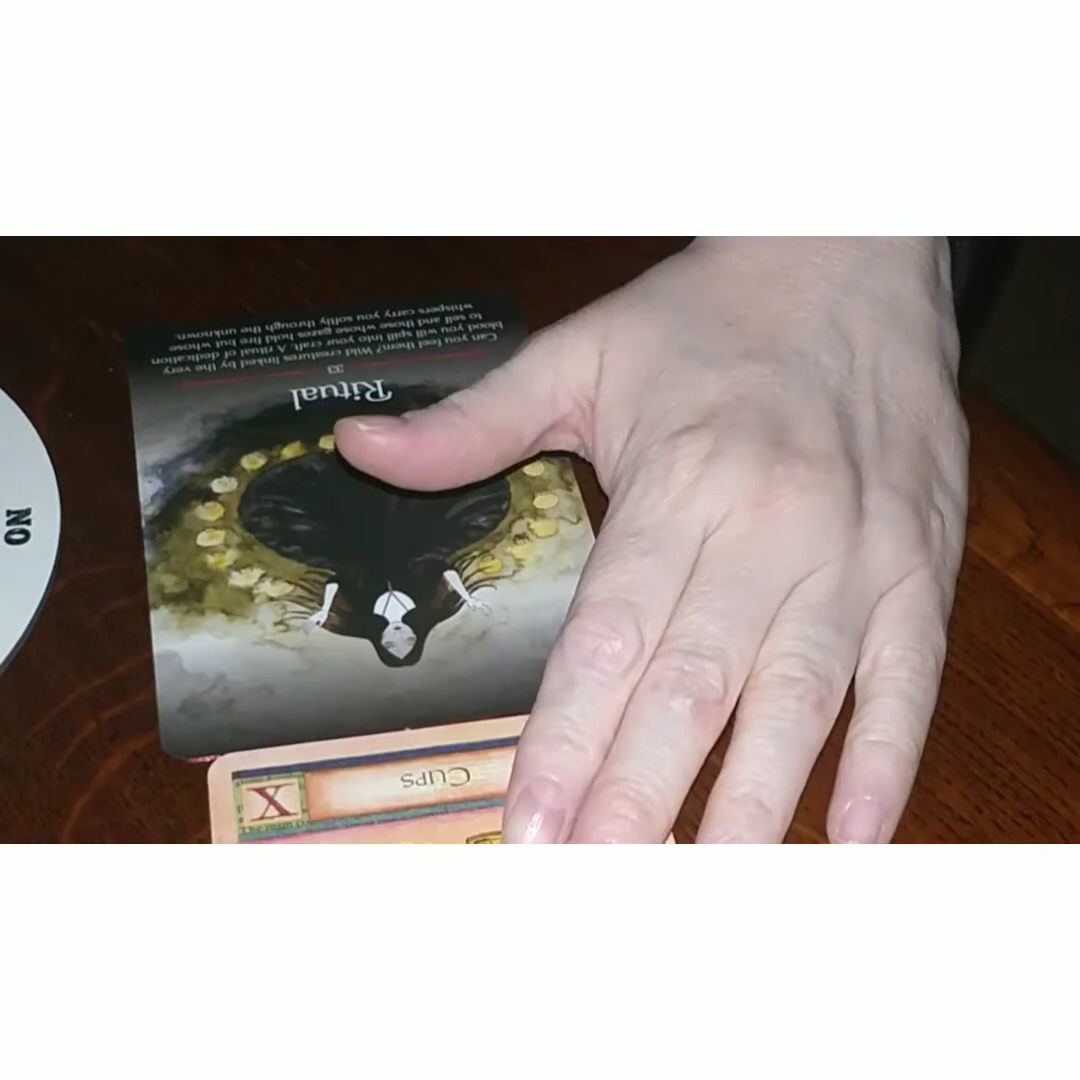 Ritual
33
Can you feel them? Wild creatures linked by the very
blood you will spill into your craft. A ritual of dedication
to self and those whose gazes hold fire but whose
whispers carry you softly through the unknown.
NO
CUPS
X